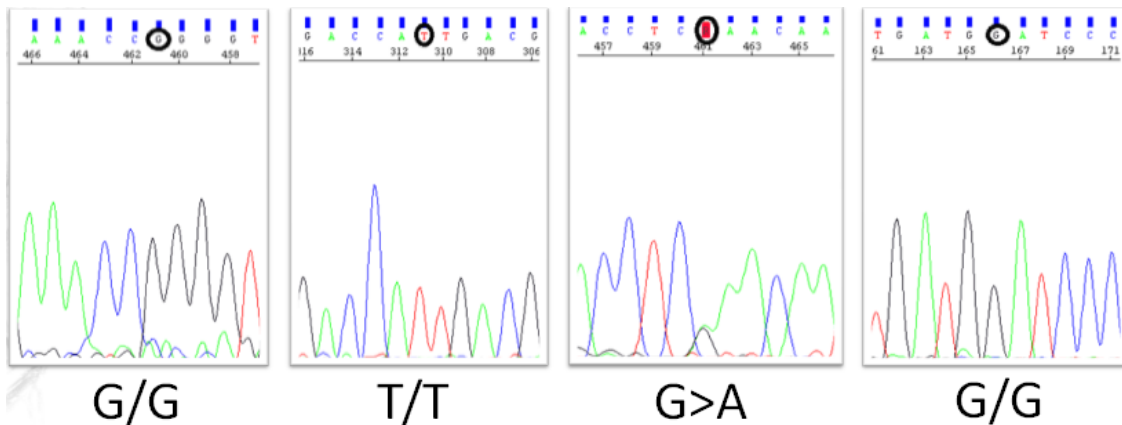 A A A C C G G G G T
466 464 462 460 458
G A C C A T T G A C G
316 314 312 310 308 306
A C C T C A A C A A
457 459 461 463 465
T G A T G G A T C C C
61 163 165 167 169 171
G/G
T/T
G>A
G/G